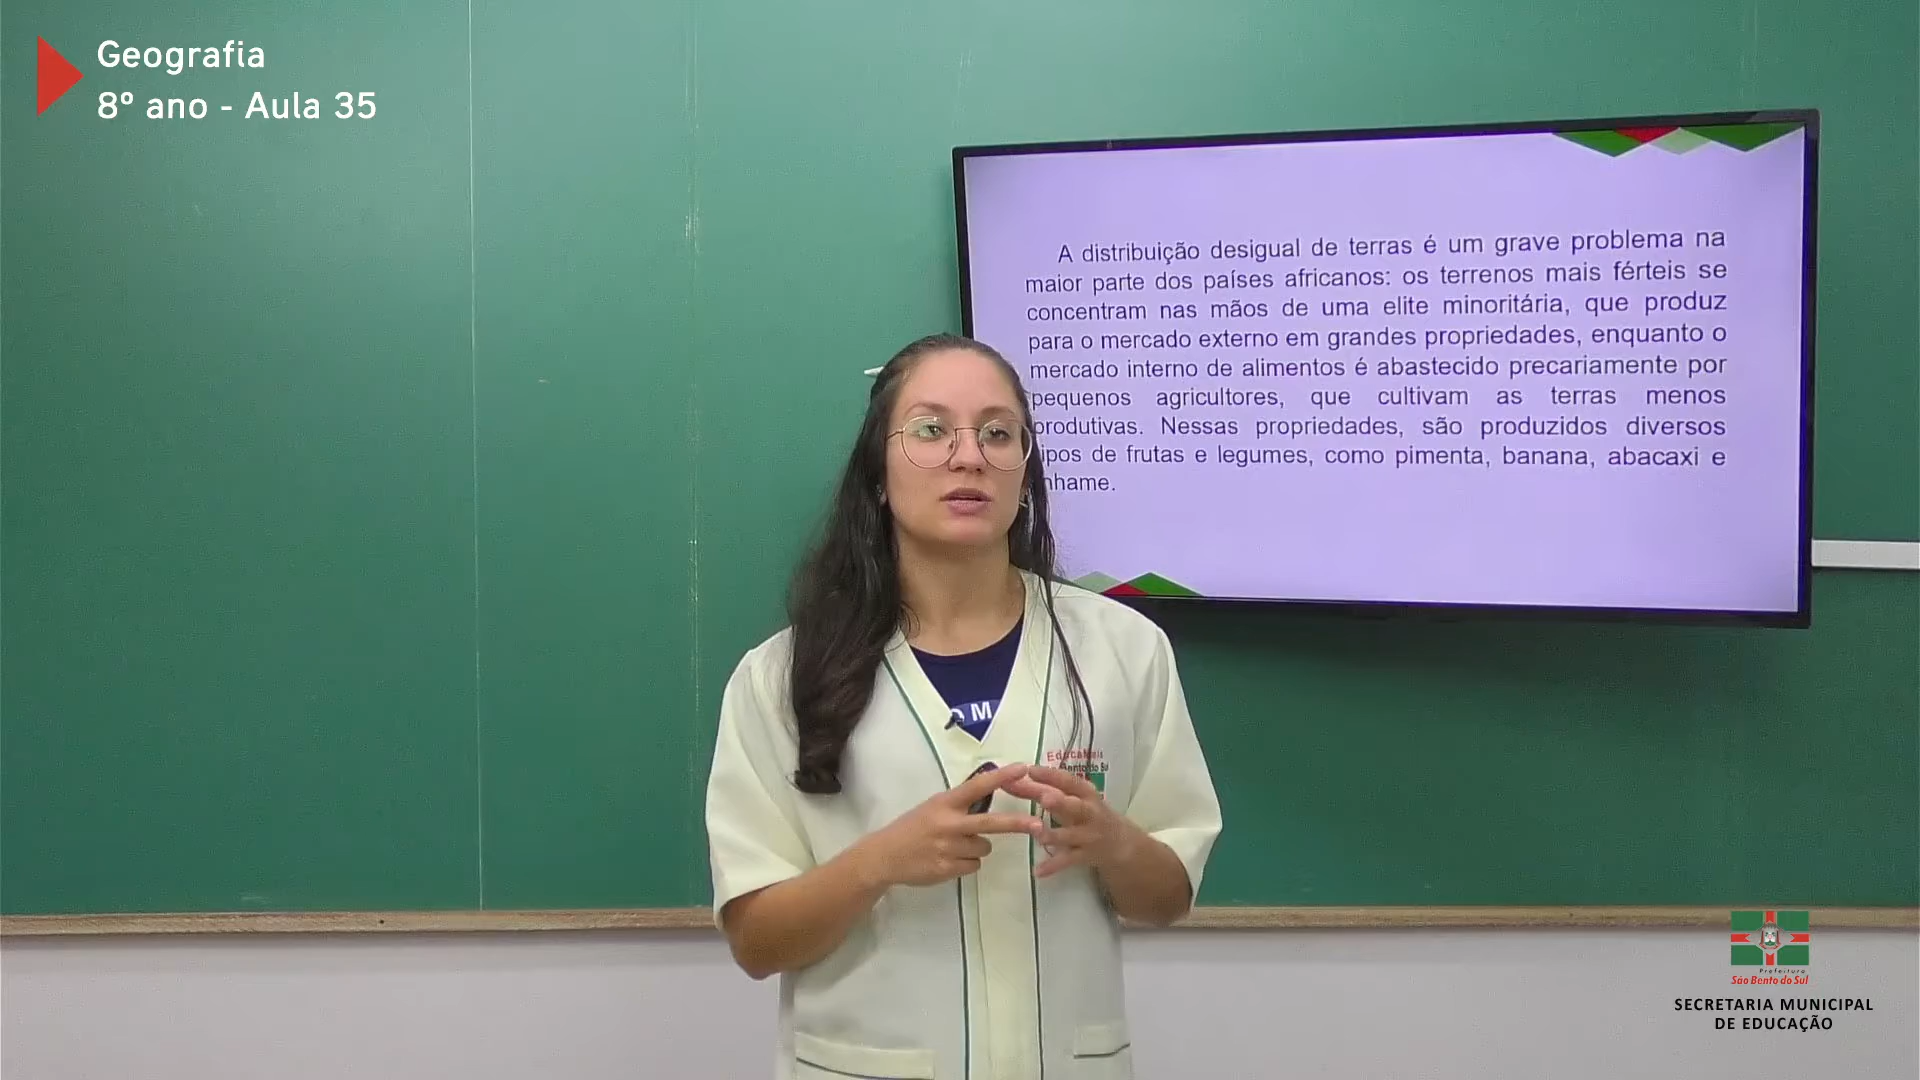 Geografia
8º ano - Aula 35
A distribuição desigual de terras é um grave problema na
maior parte dos países africanos: os terrenos mais férteis se
concentram nas mãos de uma elite minoritária, que produz
para o mercado externo em grandes propriedades, enquanto o
mercado interno de alimentos é abastecido precariamente por
pequenos agricultores, que cultivam as terras menos
produtivas. Nessas propriedades, são produzidos diversos
ipos de frutas e legumes, como pimenta, banana, abacaxi e
nhame.
O M
EducaMais
Bento do Sul
Prefeitura
São Bento do Sul
SECRETARIA MUNICIPAL
DE EDUCAÇÃO